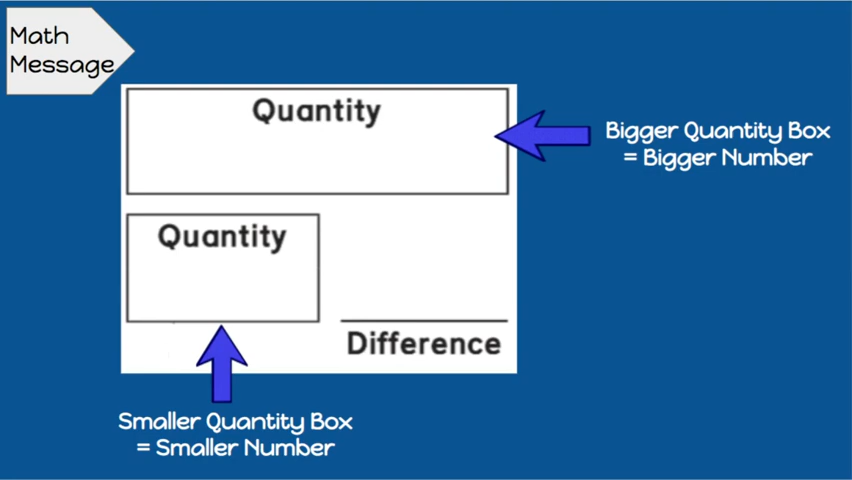 Math
Message
Quantity
Bigger Quantity Box
= Bigger Number
Quantity
Difference
Smaller Quantity Box
= Smaller Number